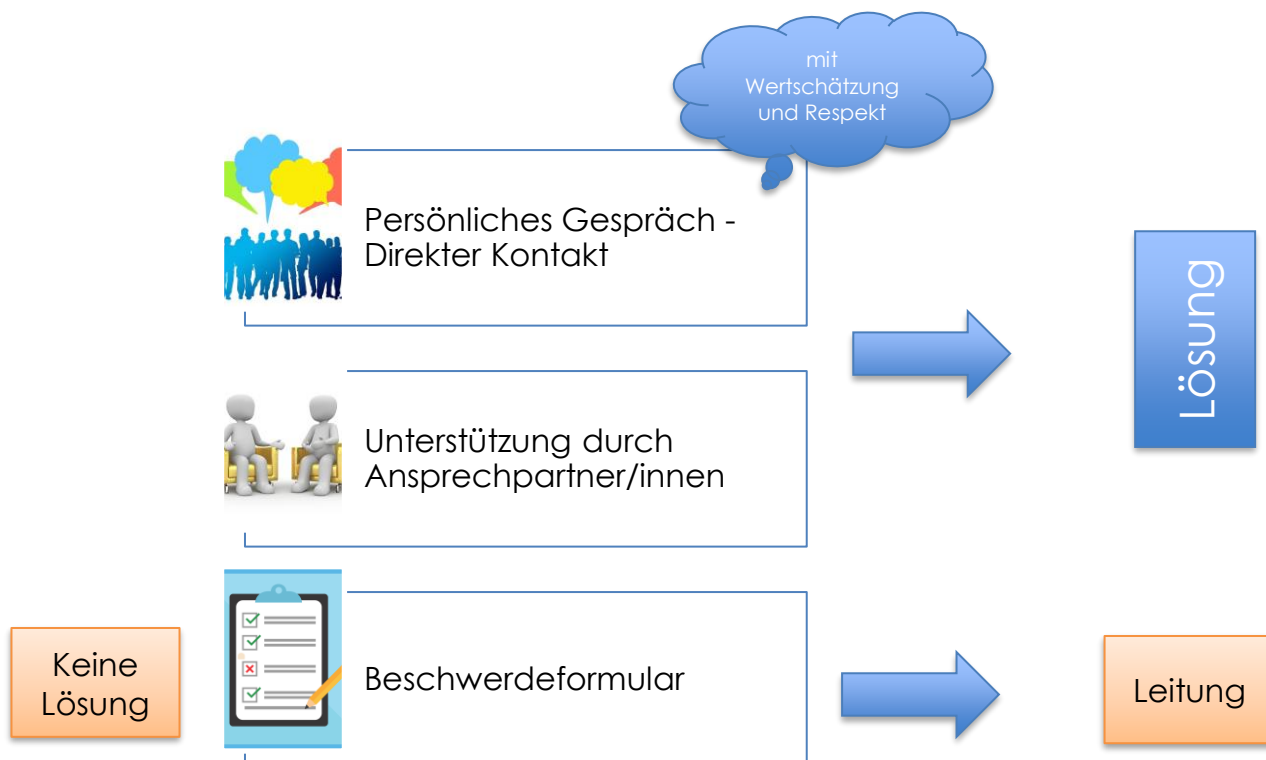 mit
Wertschätzung
und Respekt
Persönliches Gespräch -
Direkter Kontakt
Lösung
Unterstützung durch
Ansprechpartner/innen
Keine
Lösung
Beschwerdeformular
Leitung